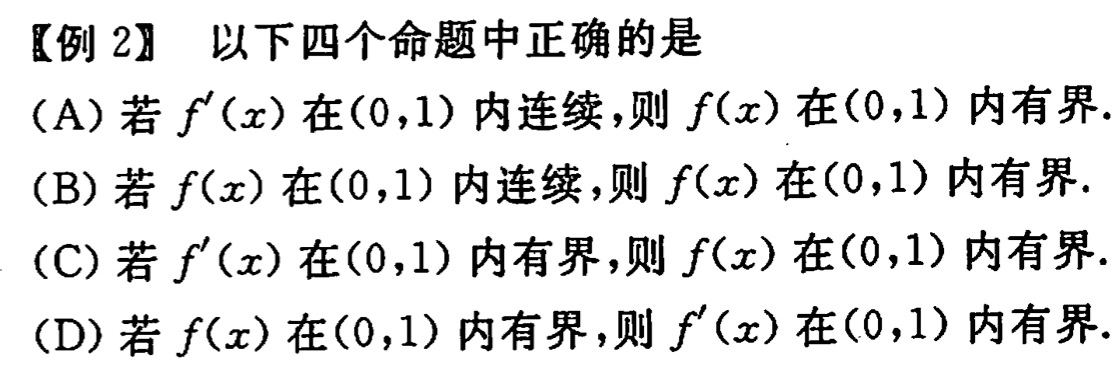 〖例 2〗 以下四个命题中正确的是
(A) 若 f′(x) 在(0,1) 内连续,则 f(x) 在(0,1) 内有界.
(B) 若 f(x) 在(0,1) 内连续,则 f(x) 在(0,1) 内有界.
(C) 若 f′(x) 在(0,1) 内有界,则 f(x) 在(0,1) 内有界.
(D) 若 f(x) 在(0,1) 内有界,则 f′(x) 在(0,1) 内有界.